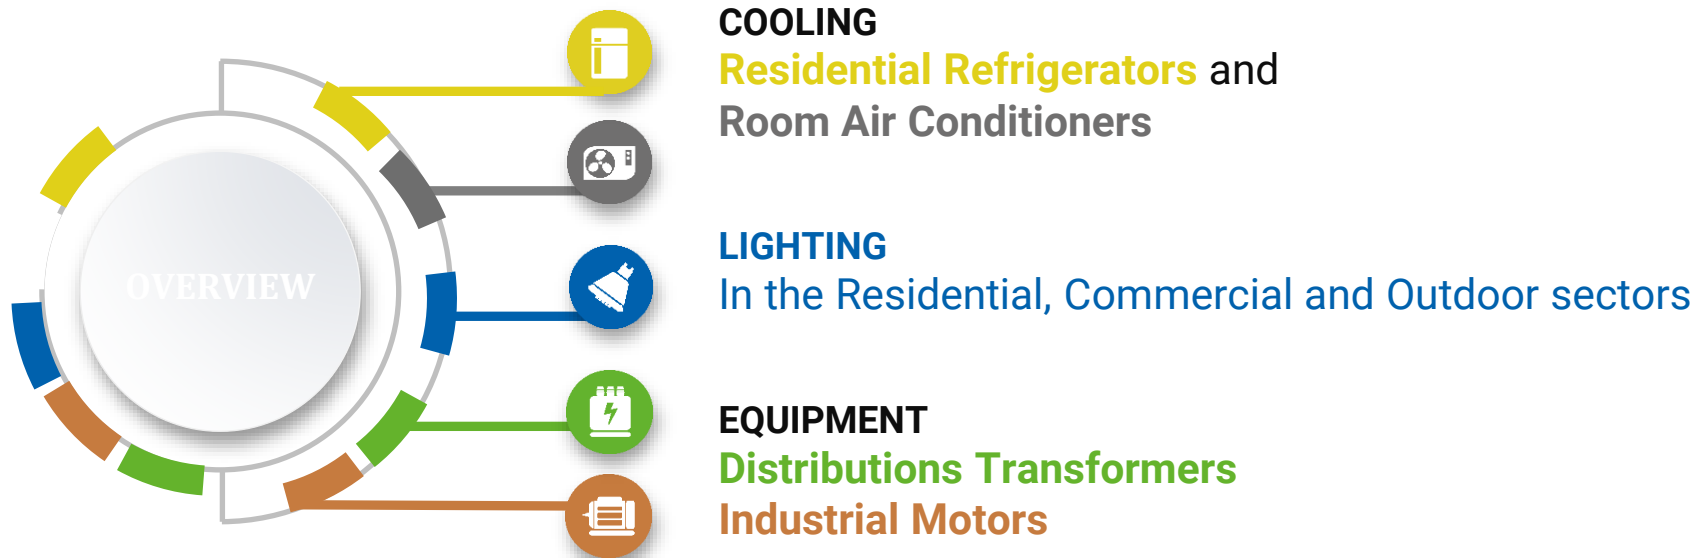 OVERVIEW
COOLING
Residential Refrigerators and
Room Air Conditioners
LIGHTING
In the Residential, Commercial and Outdoor sectors
EQUIPMENT
Distributions Transformers
Industrial Motors